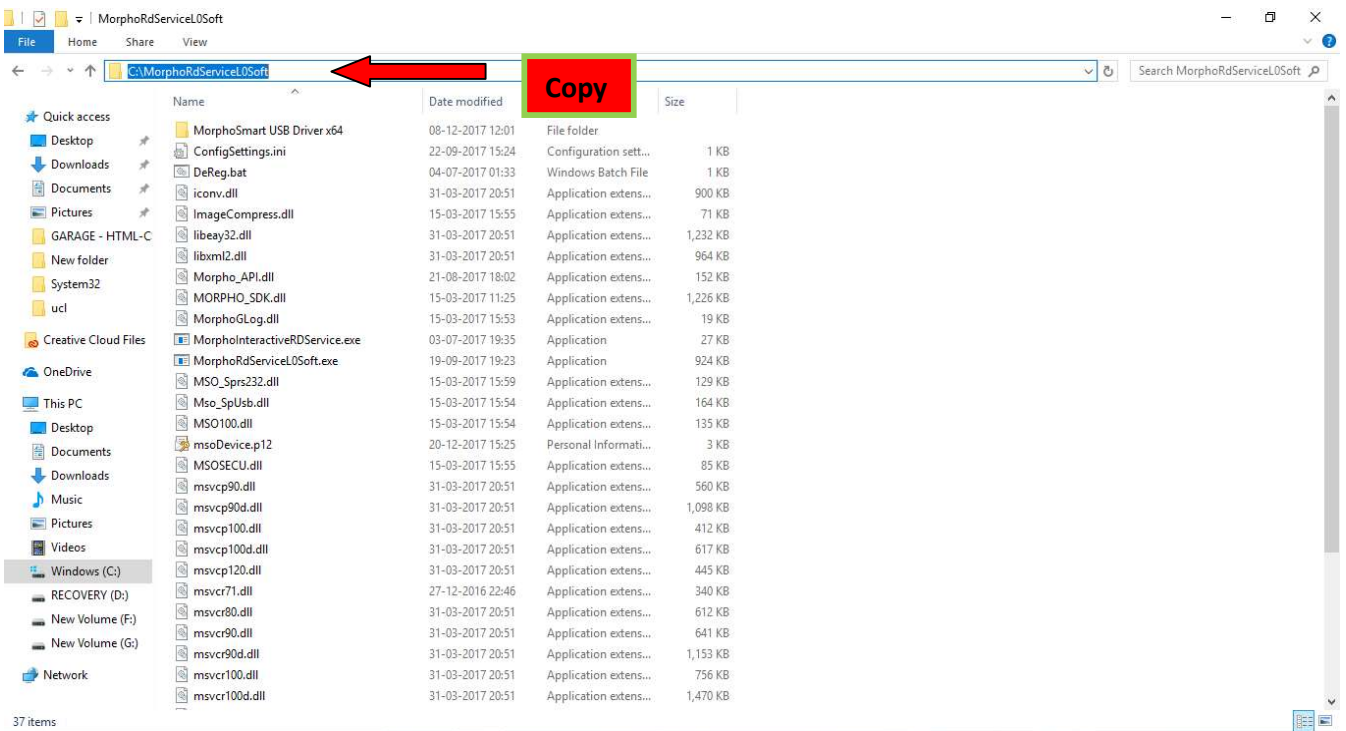 MorphoRdServiceL0Soft
File Home Share View
C:\MorphoRdServiceL0Soft
Copy
Search MorphoRdServiceL0Soft
Name Date modified Size
Quick access
Desktop
Downloads
Documents
Pictures
GARAGE - HTML-C
New folder
System32
ucl
Creative Cloud Files
OneDrive
This PC
Desktop
Documents
Downloads
Music
Pictures
Videos
Windows (C:)
RECOVERY (D:)
New Volume (F:)
New Volume (G:)
Network
MorphoSmart USB Driver x64 08-12-2017 12:01 File folder
ConfigSettings.ini 22-09-2017 15:24 Configuration sett... 1 KB
DeReg.bat 04-07-2017 01:33 Windows Batch File 1 KB
iconv.dll 31-03-2017 20:51 Application extens... 900 KB
ImageCompress.dll 15-03-2017 15:55 Application extens... 71 KB
libeay32.dll 31-03-2017 20:51 Application extens... 1,232 KB
libxml2.dll 31-03-2017 20:51 Application extens... 964 KB
Morpho_API.dll 21-08-2017 18:02 Application extens... 152 KB
MORPHO_SDK.dll 15-03-2017 11:25 Application extens... 1,226 KB
MorphoGLog.dll 15-03-2017 15:53 Application extens... 19 KB
MorphoInteractiveRDService.exe 03-07-2017 19:35 Application 27 KB
MorphoRdServiceL0Soft.exe 19-09-2017 19:23 Application 924 KB
MSO_Sprs232.dll 15-03-2017 15:59 Application extens... 129 KB
Mso_SpUsb.dll 15-03-2017 15:54 Application extens... 164 KB
MSO100.dll 15-03-2017 15:54 Application extens... 135 KB
msoDevice.p12 20-12-2017 15:25 Personal Informati... 3 KB
MSOSECU.dll 15-03-2017 15:55 Application extens... 85 KB
msvcp90.dll 31-03-2017 20:51 Application extens... 560 KB
msvcp90d.dll 31-03-2017 20:51 Application extens... 1,098 KB
msvcp100.dll 31-03-2017 20:51 Application extens... 412 KB
msvcp100d.dll 31-03-2017 20:51 Application extens... 617 KB
msvcp120.dll 31-03-2017 20:51 Application extens... 445 KB
msvcr71.dll 27-12-2016 22:46 Application extens... 340 KB
msvcr80.dll 31-03-2017 20:51 Application extens... 612 KB
msvcr90.dll 31-03-2017 20:51 Application extens... 641 KB
msvcr90d.dll 31-03-2017 20:51 Application extens... 1,153 KB
msvcr100.dll 31-03-2017 20:51 Application extens... 756 KB
msvcr100d.dll 31-03-2017 20:51 Application extens... 1,470 KB
37 items